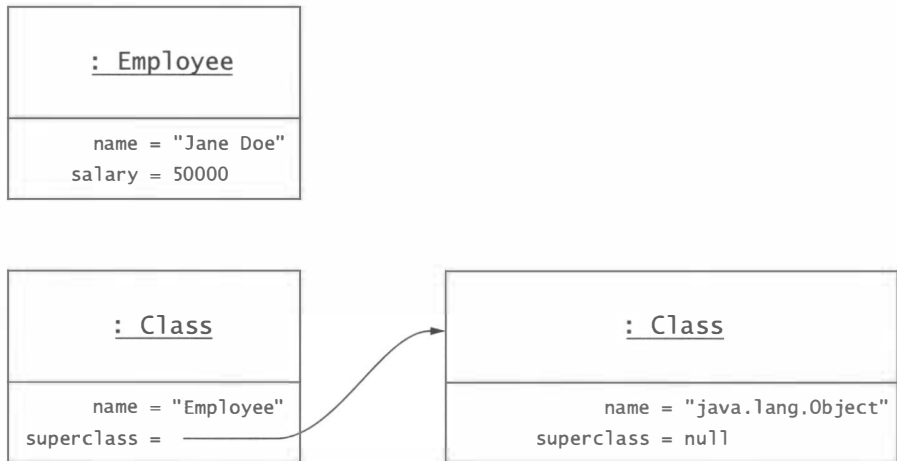 : Employee
name = "Jane Doe"
salary = 50000
: Class
name = "Employee"
superclass =
: Class
name = "java.lang.Object"
superclass = null